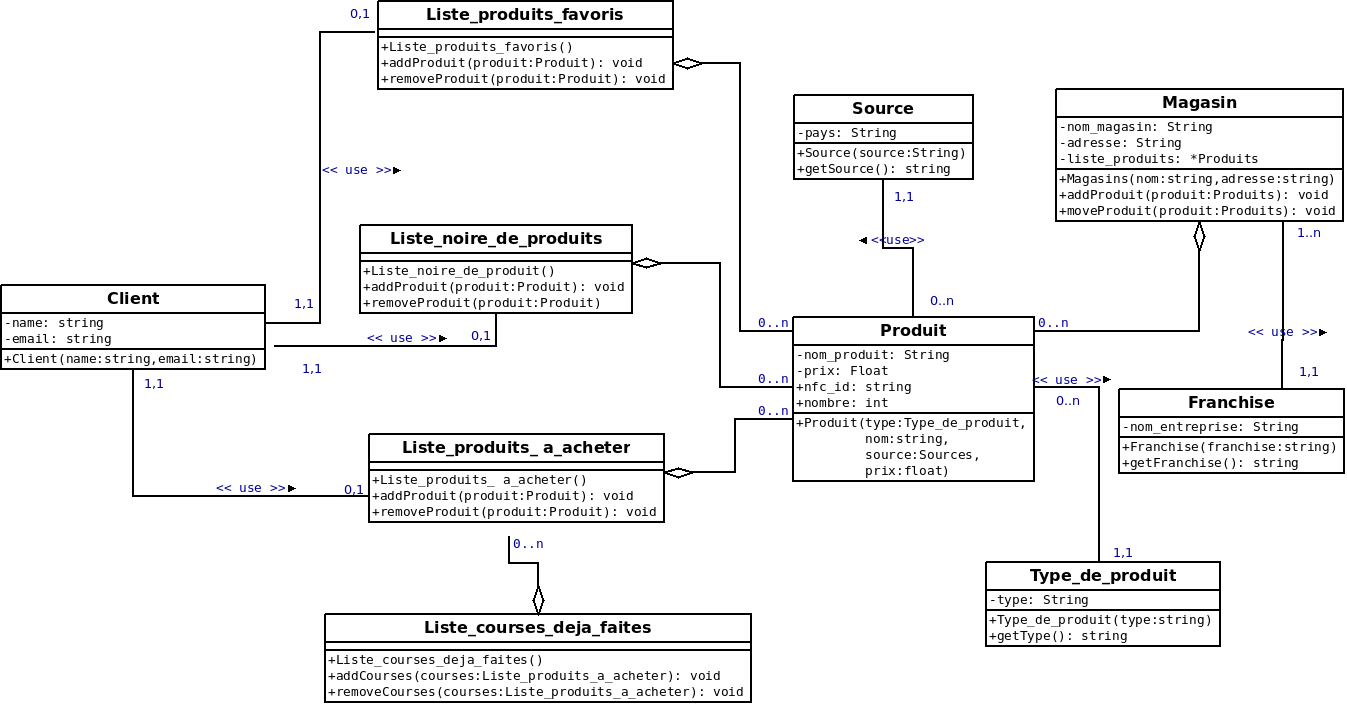 0,1
Liste_produits_favoris
+Liste_produits_favoris()
+addProduit(produit:Produit): void
+removeProduit(produit:Produit): void
<< use >>
1,1
Source
-pays: String
+Source(source:String)
+getSource(): string
1,1
<<use>>
0..n
Magasin
-nom_magasin: String
-adresse: String
-liste_produits: *Produits
+Magasins(nom:string,adresse:string)
+addProduit(produit:Produits): void
+moveProduit(produit:Produits): void
1..n
<< use >>
1,1
Liste_noire_de_produits
+Liste_noire_de_produit()
+addProduit(produit:Produit): void
+removeProduit(produit:Produit)
<< use >>
0,1
1,1
Client
-name: string
-email: string
+Client(name:string,email:string)
1,1
0..n
0..n
0..n
Produit
-nom_produit: String
-prix: Float
+nfc_id: string
+nombre: int
+Produit(type:Type_de_produit,
nom:string,
source:Sources,
prix:float)
0..n
<< use >>
0..n
Franchise
-nom_entreprise: String
+Franchise(franchise:string)
+getFranchise(): string
Liste_produits_ a_acheter
+Liste_produits_ a_acheter()
+addProduit(produit:Produit): void
+removeProduit(produit:Produit): void
<< use >>
0,1
0..n
1,1
Type_de_produit
-type: String
+Type_de_produit(type:string)
+getType(): string
Liste_courses_deja_faites
+Liste_courses_deja_faites()
+addCourses(courses:Liste_produits_a_acheter): void
+removeCourses(courses:Liste_produits_a_acheter): void